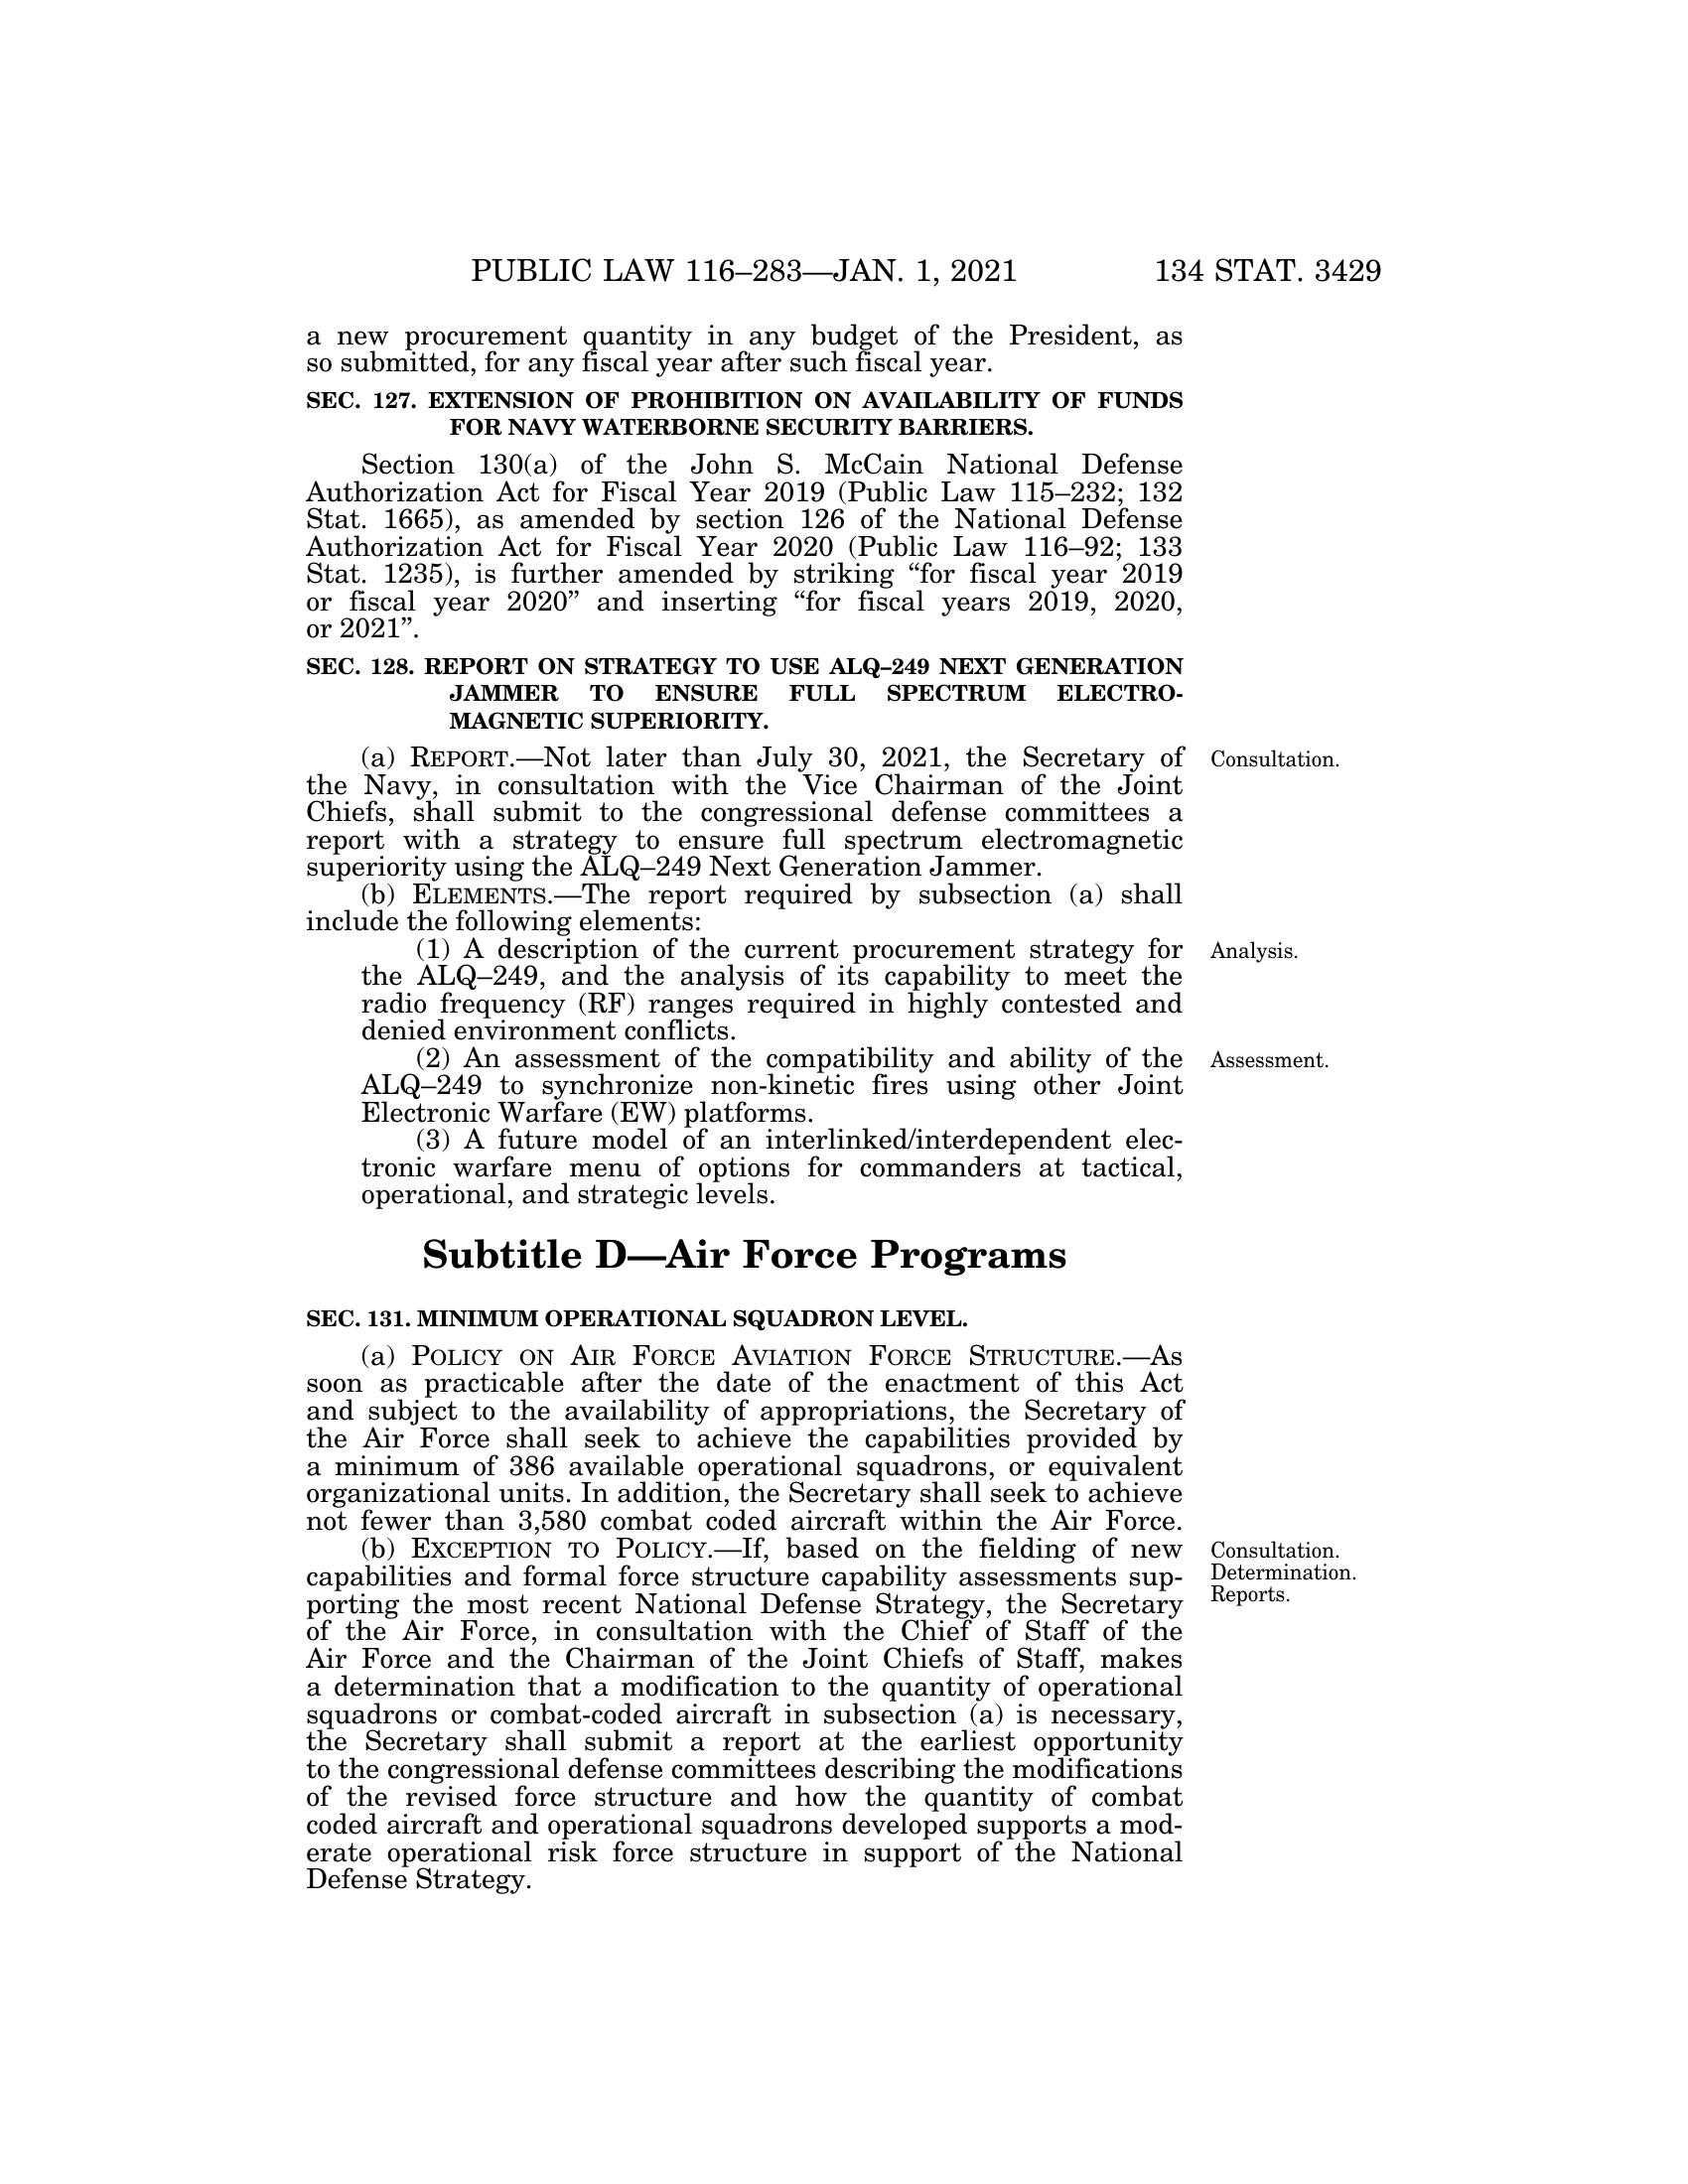 PUBLIC LAW 116–283—JAN. 1, 2021 134 STAT. 3429
a new procurement quantity in any budget of the President, as
so submitted, for any fiscal year after such fiscal year.
SEC. 127. EXTENSION OF PROHIBITION ON AVAILABILITY OF FUNDS
FOR NAVY WATERBORNE SECURITY BARRIERS.
Section 130(a) of the John S. McCain National Defense
Authorization Act for Fiscal Year 2019 (Public Law 115–232; 132
Stat. 1665), as amended by section 126 of the National Defense
Authorization Act for Fiscal Year 2020 (Public Law 116–92; 133
Stat. 1235), is further amended by striking “for fiscal year 2019
or fiscal year 2020” and inserting “for fiscal years 2019, 2020,
or 2021”.
SEC. 128. REPORT ON STRATEGY TO USE ALQ–249 NEXT GENERATION
JAMMER TO ENSURE FULL SPECTRUM ELECTRO-
MAGNETIC SUPERIORITY.
(a) REPORT.—Not later than July 30, 2021, the Secretary of
Consultation.
the Navy, in consultation with the Vice Chairman of the Joint
Chiefs, shall submit to the congressional defense committees a
report with a strategy to ensure full spectrum electromagnetic
superiority using the ALQ–249 Next Generation Jammer.
(b) ELEMENTS.—The report required by subsection (a) shall
include the following elements:
(1) A description of the current procurement strategy for
Analysis.
the ALQ–249, and the analysis of its capability to meet the
radio frequency (RF) ranges required in highly contested and
denied environment conflicts.
(2) An assessment of the compatibility and ability of the
Assessment.
ALQ–249 to synchronize non-kinetic fires using other Joint
Electronic Warfare (EW) platforms.
(3) A future model of an interlinked/interdependent elec-
tronic warfare menu of options for commanders at tactical,
operational, and strategic levels.
Subtitle D—Air Force Programs
SEC. 131. MINIMUM OPERATIONAL SQUADRON LEVEL.
(a) POLICY ON AIR FORCE AVIATION FORCE STRUCTURE.—As
soon as practicable after the date of the enactment of this Act
and subject to the availability of appropriations, the Secretary of
the Air Force shall seek to achieve the capabilities provided by
a minimum of 386 available operational squadrons, or equivalent
organizational units. In addition, the Secretary shall seek to achieve
not fewer than 3,580 combat coded aircraft within the Air Force.
(b) EXCEPTION TO POLICY.—If, based on the fielding of new
Consultation.
Determination.
Reports.
capabilities and formal force structure capability assessments sup-
porting the most recent National Defense Strategy, the Secretary
of the Air Force, in consultation with the Chief of Staff of the
Air Force and the Chairman of the Joint Chiefs of Staff, makes
a determination that a modification to the quantity of operational
squadrons or combat-coded aircraft in subsection (a) is necessary,
the Secretary shall submit a report at the earliest opportunity
to the congressional defense committees describing the modifications
of the revised force structure and how the quantity of combat
coded aircraft and operational squadrons developed supports a mod-
erate operational risk force structure in support of the National
Defense Strategy.